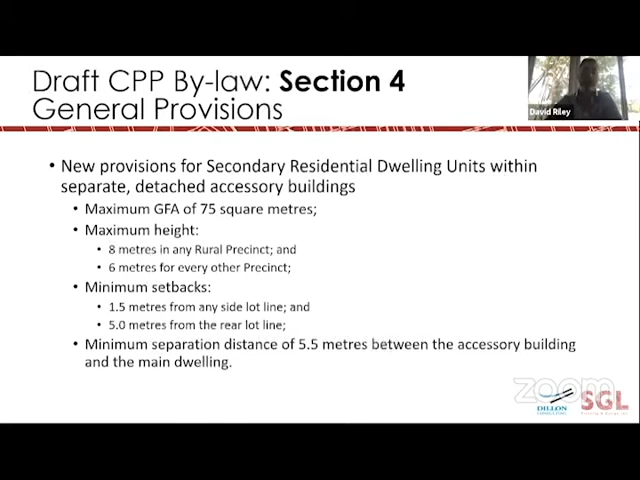 Draft CPP By-law: Section 4
General Provisions
David Riley
• New provisions for Secondary Residential Dwelling Units within
separate, detached accessory buildings
• Maximum GFA of 75 square metres;
• Maximum height:
• 8 metres in any Rural Precinct; and
• 6 metres for every other Precinct;
• Minimum setbacks:
• 1.5 metres from any side lot line; and
• 5.0 metres from the rear lot line;
• Minimum separation distance of 5.5 metres between the accessory building
and the main dwelling.
zoom
DILLON
CONSULTING
SGL